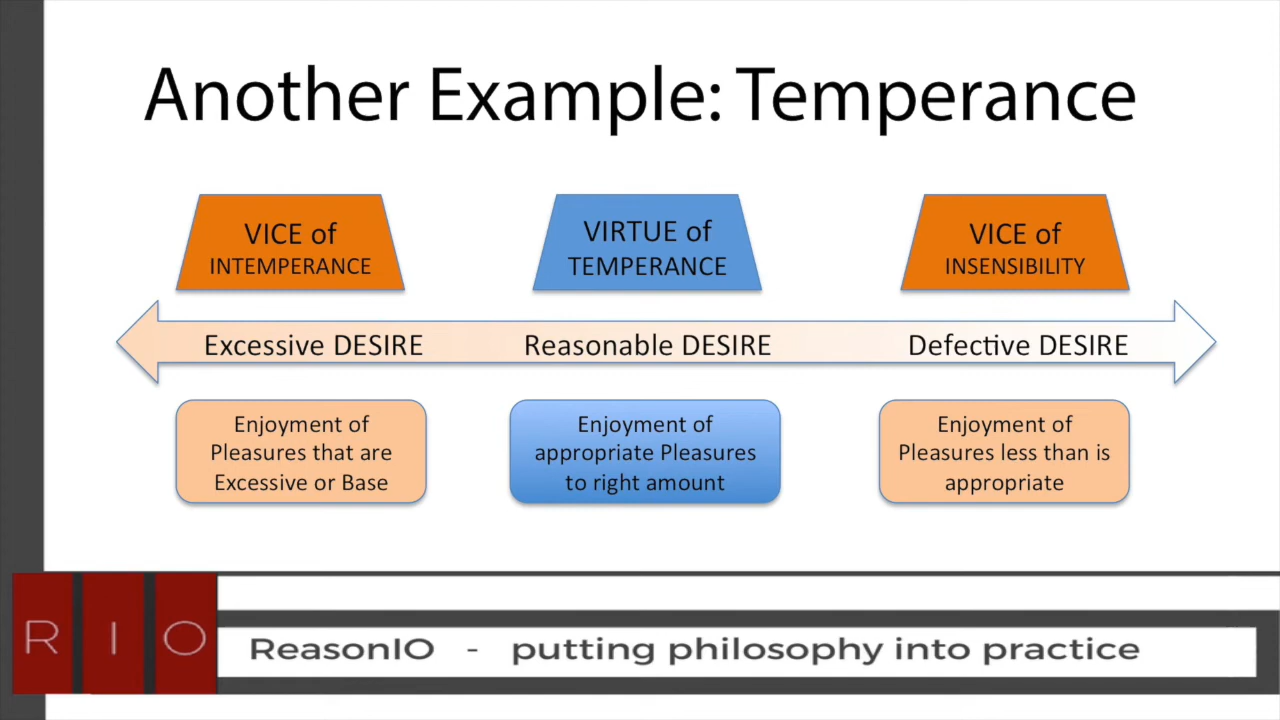 Another Example: Temperance
VICE of
INTEMPERANCE
VIRTUE of
TEMPERANCE
VICE of
INSENSIBILITY
Excessive DESIRE
Reasonable DESIRE
Defective DESIRE
Enjoyment of
Pleasures that are
Excessive or Base
Enjoyment of
appropriate Pleasures
to right amount
Enjoyment of
Pleasures less than is
appropriate
R I O
ReasonIO - putting philosophy into practice